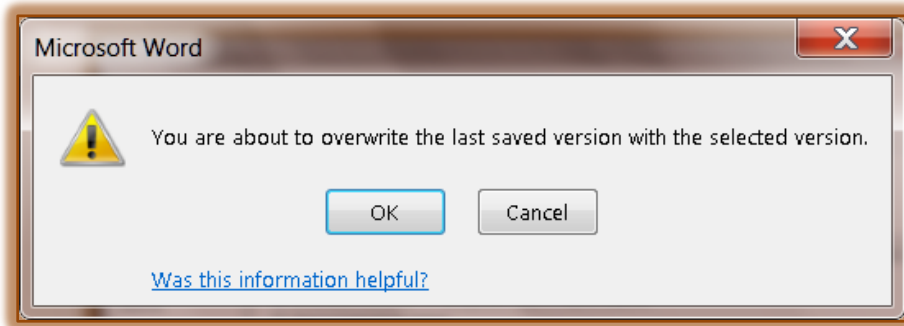 Microsoft Word
You are about to overwrite the last saved version with the selected version.
OK
Cancel
Was this information helpful?